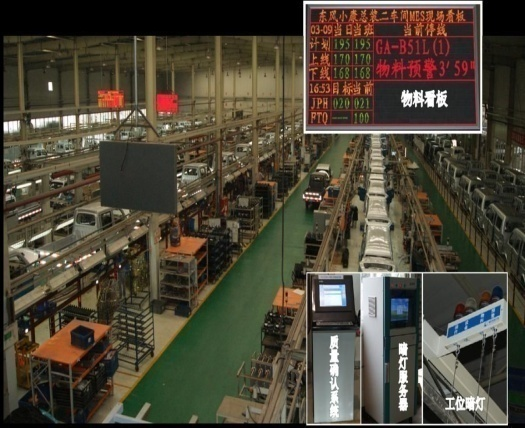 东风小康总装二车间MES现场看板
03-09 当日 当班 当前停线
计划 195 195 GA-B51L(1)
上线 170 170 物料预警3'59"
下线 168 168
16:53 目标 当前
JPH 020 021
FTQ --- 100
物料看板
质量确认系统
暗灯服务器
工位暗灯